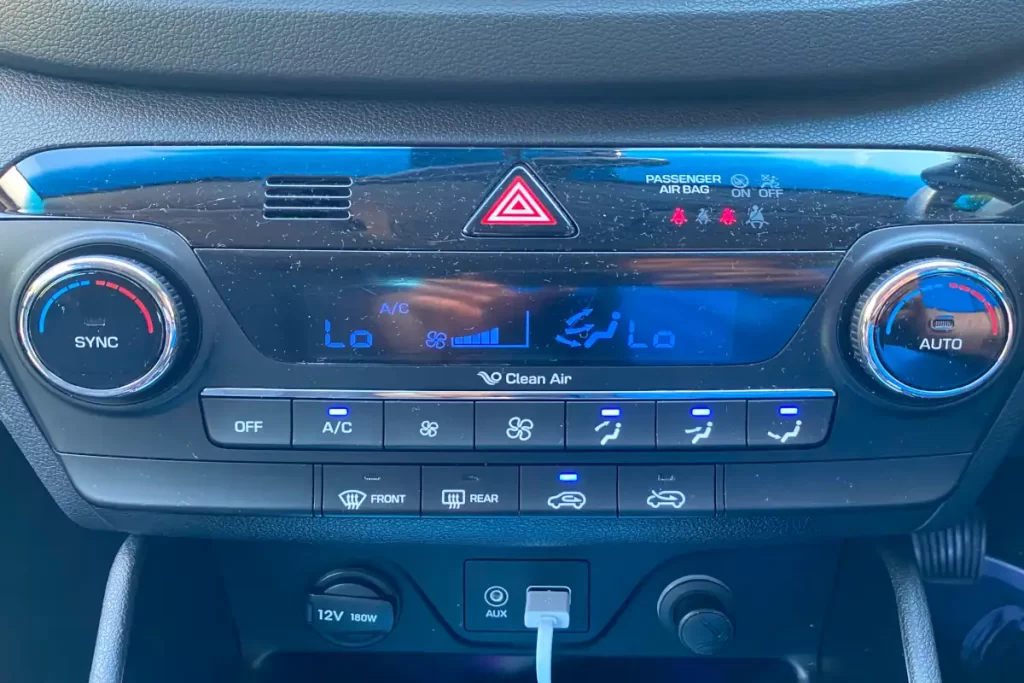 PASSENGER
AIR BAG
ON OFF
A/C
Lo
Lo
SYNC
AUTO
Clean Air
OFF
A/C
FRONT
REAR
AUX
12V 180W